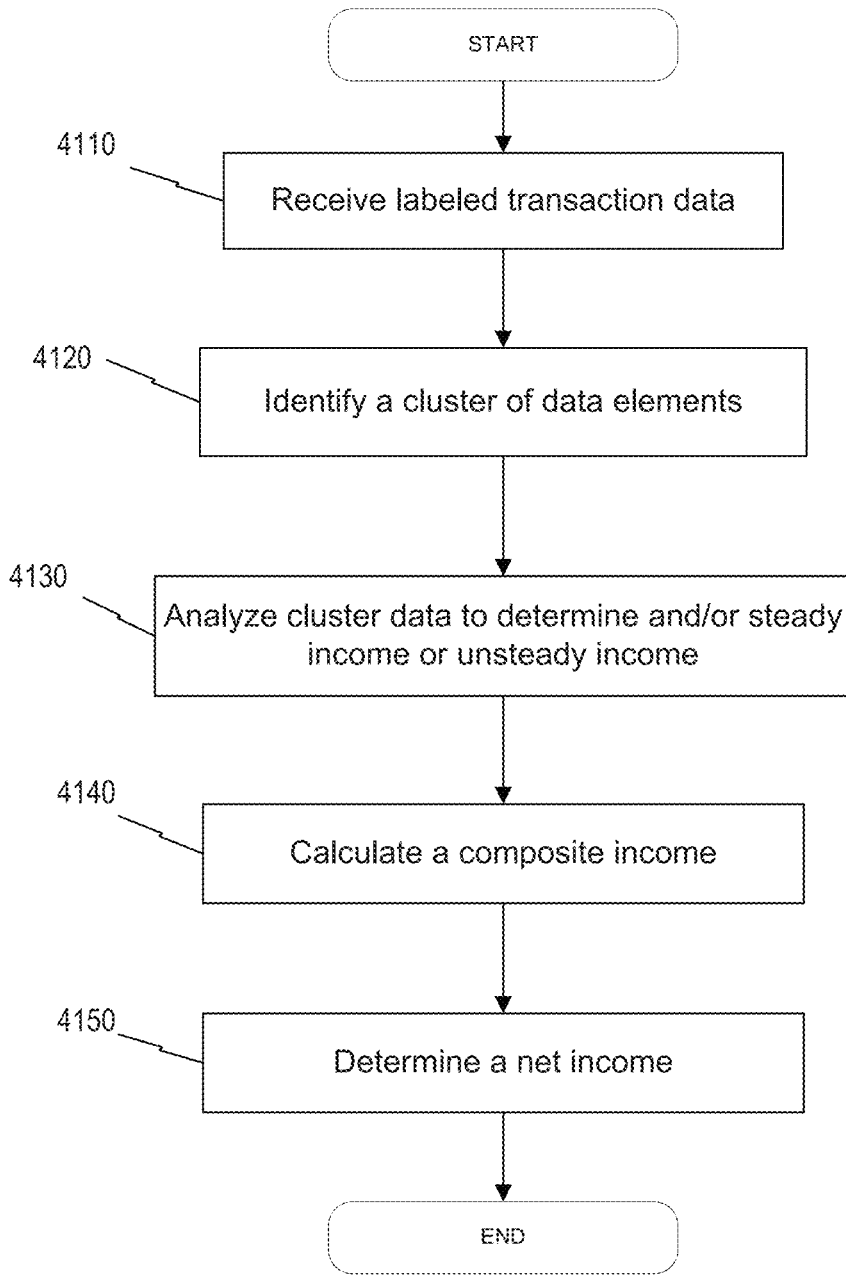 START
4110
Receive labeled transaction data
4120
Identify a cluster of data elements
4130
Analyze cluster data to determine and/or steady
income or unsteady income
4140
Calculate a composite income
4150
Determine a net income
END